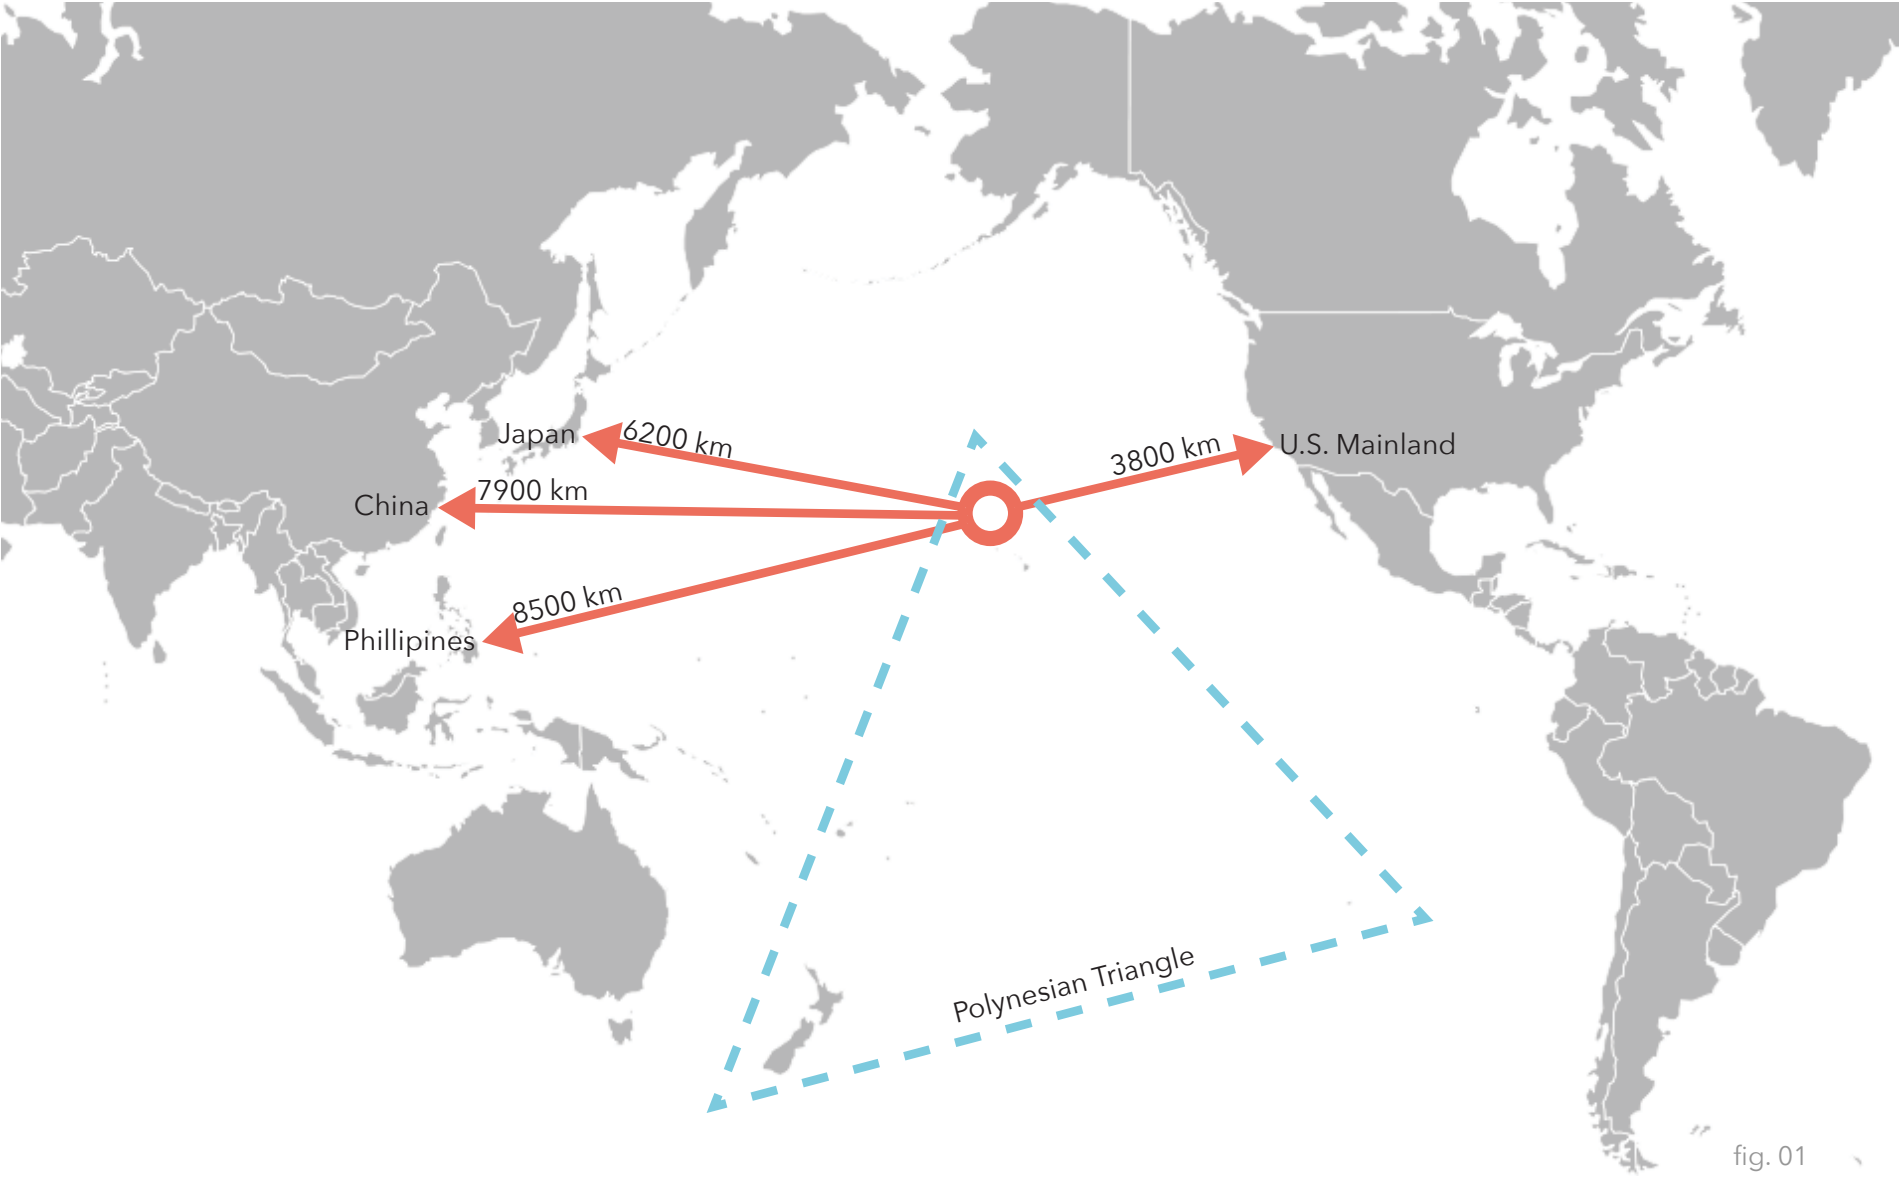 6200 km
Japan
3800 km
U.S. Mainland
7900 km
China
8500 km
Phillipines
Polynesian Triangle
fig. 01